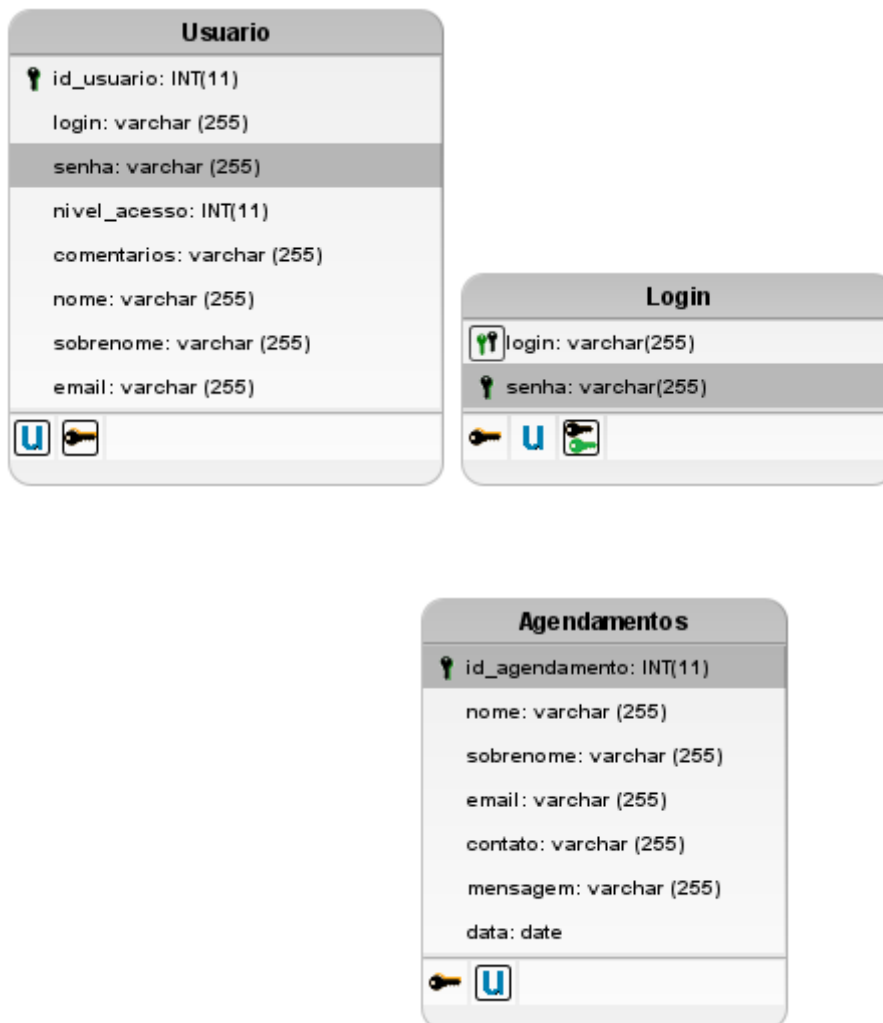 Usuario
id_usuario: INT(11)
login: varchar (255)
senha: varchar (255)
nivel_acesso: INT(11)
comentarios: varchar (255)
nome: varchar (255)
sobrenome: varchar (255)
email: varchar (255)
U
Login
login: varchar(255)
senha: varchar(255)
U
Agendamentos
id_agendamento: INT(11)
nome: varchar (255)
sobrenome: varchar (255)
email: varchar (255)
contato: varchar (255)
mensagem: varchar (255)
data: date
U